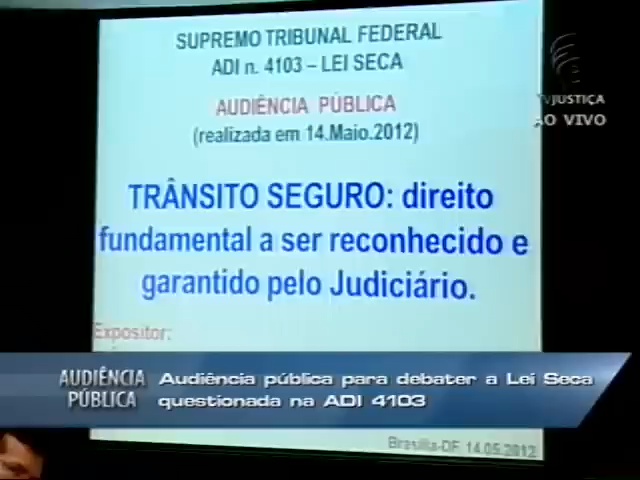 SUPREMO TRIBUNAL FEDERAL
ADI n. 4103 – LEI SECA
AUDIÊNCIA PÚBLICA
(realizada em 14.Maio.2012)
TVJUSTIÇA
AO VIVO
TRÂNSITO SEGURO: direito
fundamental a ser reconhecido e
garantido pelo Judiciário.
Expositor:
AUDIÊNCIA
PÚBLICA
Audiência pública para debater a Lei Seca
questionada na ADI 4103
Brasília-DF, 14.05.2012